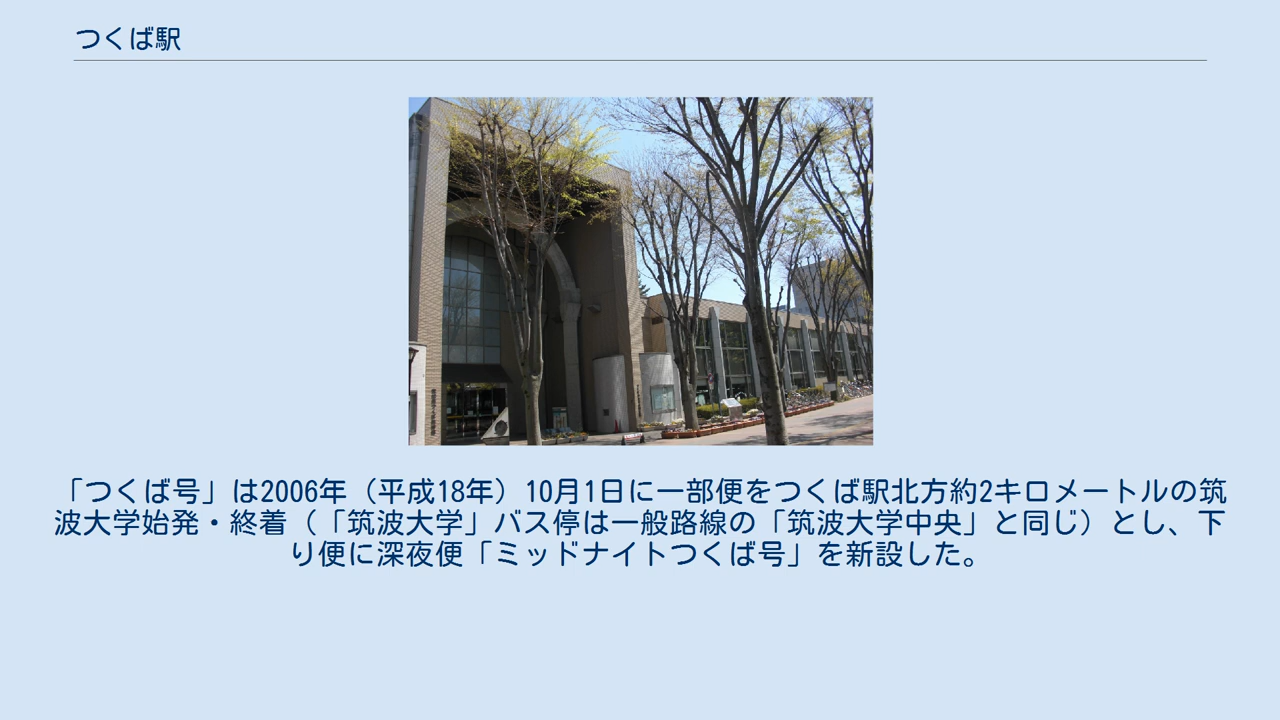 つくば駅
「つくば号」は2006年（平成18年）10月1日に一部便をつくば駅北方約2キロメートルの筑
波大学始発・終着（「筑波大学」バス停は一般路線の「筑波大学中央」と同じ）とし、下
り便に深夜便「ミッドナイトつくば号」を新設した。